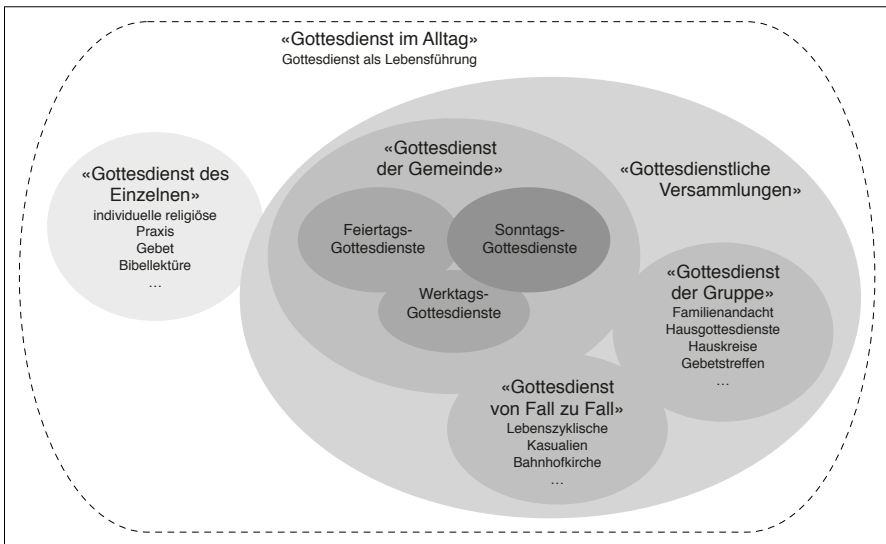 «Gottesdienst im Alltag»
Gottesdienst als Lebensführung
«Gottesdienst des
Einzelnen»
individuelle religiöse
Praxis
Gebet
Bibellektüre
…
«Gottesdienst
der Gemeinde»
Feiertags-
Gottesdienste
Sonntags-
Gottesdienste
Werktags-
Gottesdienste
«Gottesdienstliche
Versammlungen»
«Gottesdienst
der Gruppe»
Familienandacht
Hausgottesdienste
Hauskreise
Gebetstreffen
…
«Gottesdienst
von Fall zu Fall»
Lebenszyklische
Kasualien
Bahnhofkirche
…